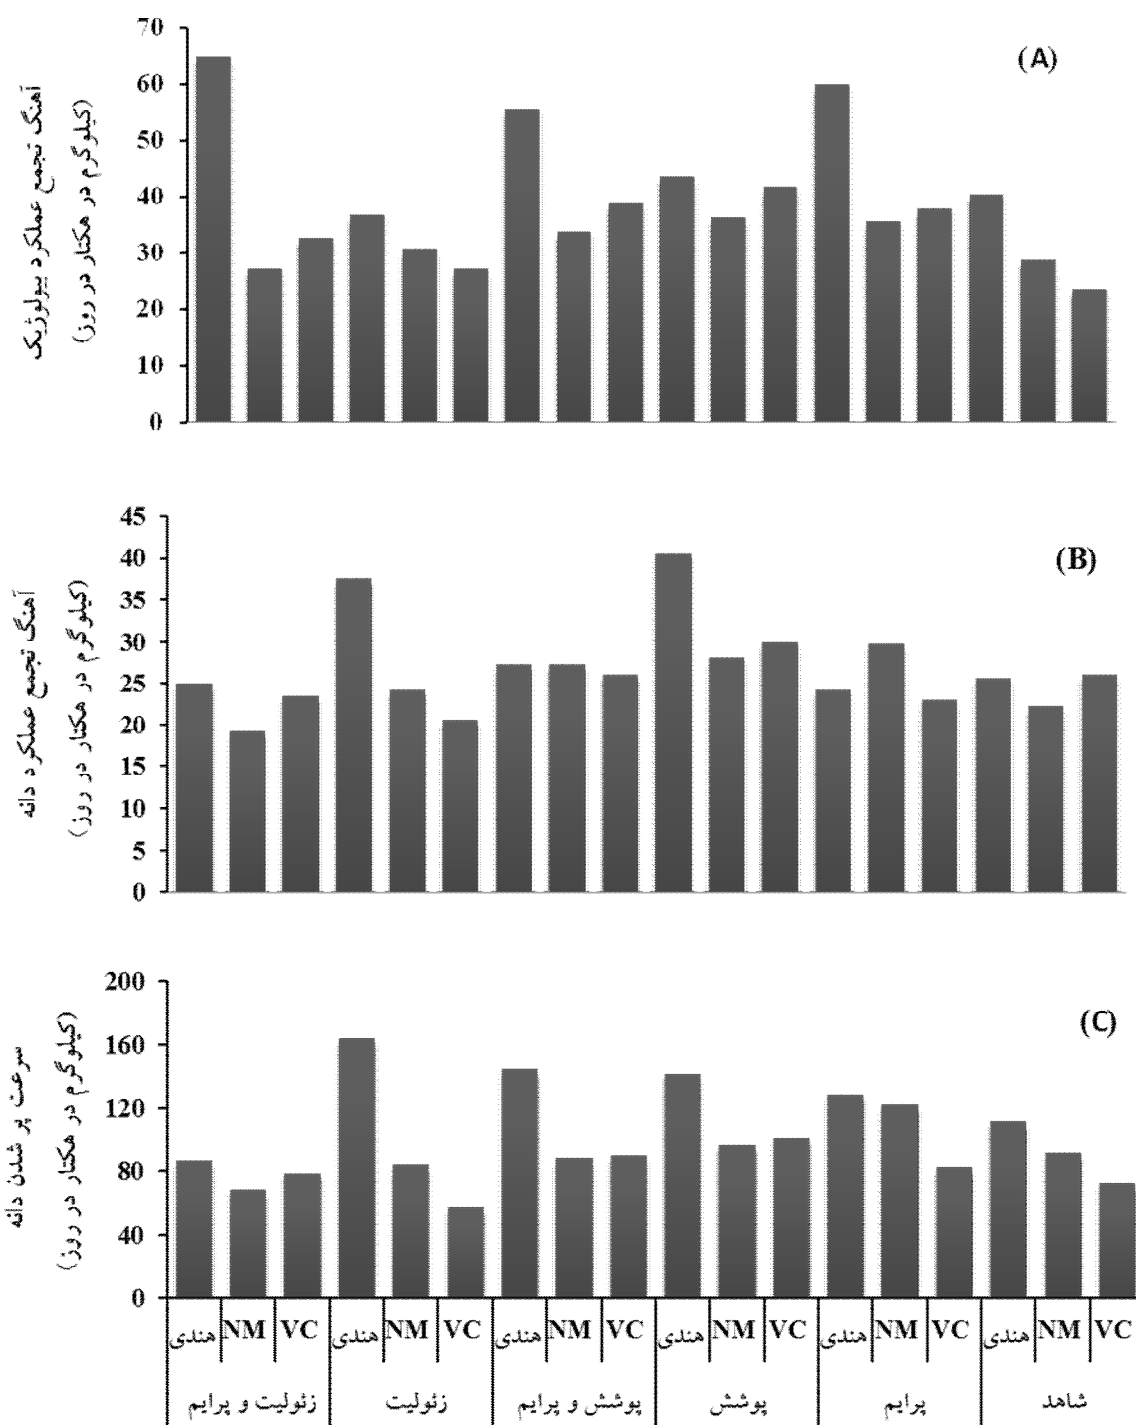 (A)
آهنگ تجمع عملکرد بیولوژیک
(کیلوگرم در هکتار در روز)
70
60
50
40
30
20
10
0
(B)
آهنگ تجمع عملکرد دانه
(کیلوگرم در هکتار در روز)
45
40
35
30
25
20
15
10
5
0
(C)
سرعت پر شدن دانه
(کیلوگرم در هکتار در روز)
200
160
120
80
40
0
هندی NM VC هندی NM VC هندی NM VC هندی NM VC هندی NM VC هندی NM VC
زئولیت و پرایم زئولیت پوشش و پرایم پوشش پرایم شاهد